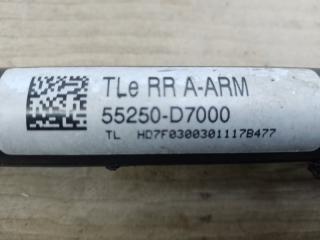 TLe RR A-ARM
55250-D7000
TL HD7F0300301117B477